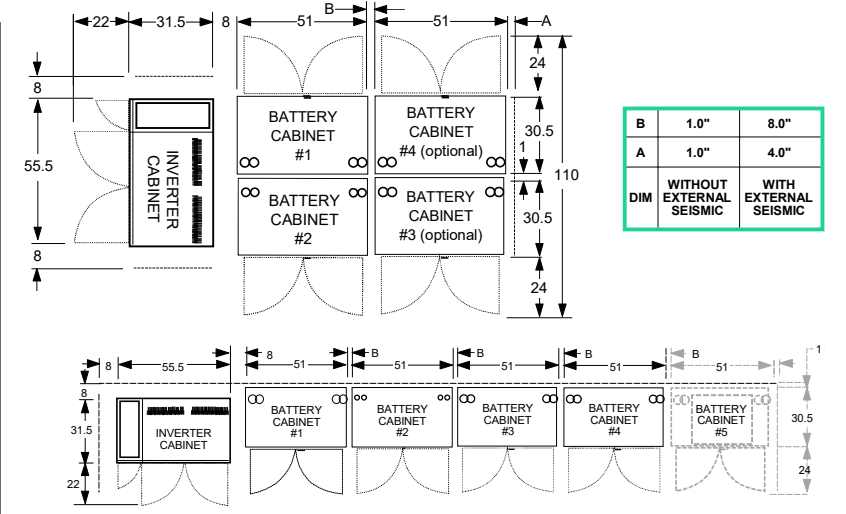 B
22
31.5
8
51
51
A
24
8
BATTERY
CABINET
#1
BATTERY
CABINET
#4 (optional)
30.5
1
55.5
INVERTER
CABINET
110
BATTERY
CABINET
#2
BATTERY
CABINET
#3 (optional)
30.5
8
24
B
1.0"
8.0"
A
1.0"
4.0"
DIM
WITHOUT
EXTERNAL
SEISMIC
WITH
EXTERNAL
SEISMIC
8
B
B
B
B
1
8
55.5
51
51
51
51
51
8
31.5
INVERTER
CABINET
BATTERY
CABINET
#1
BATTERY
CABINET
#2
BATTERY
CABINET
#3
BATTERY
CABINET
#4
BATTERY
CABINET
#5
30.5
22
24